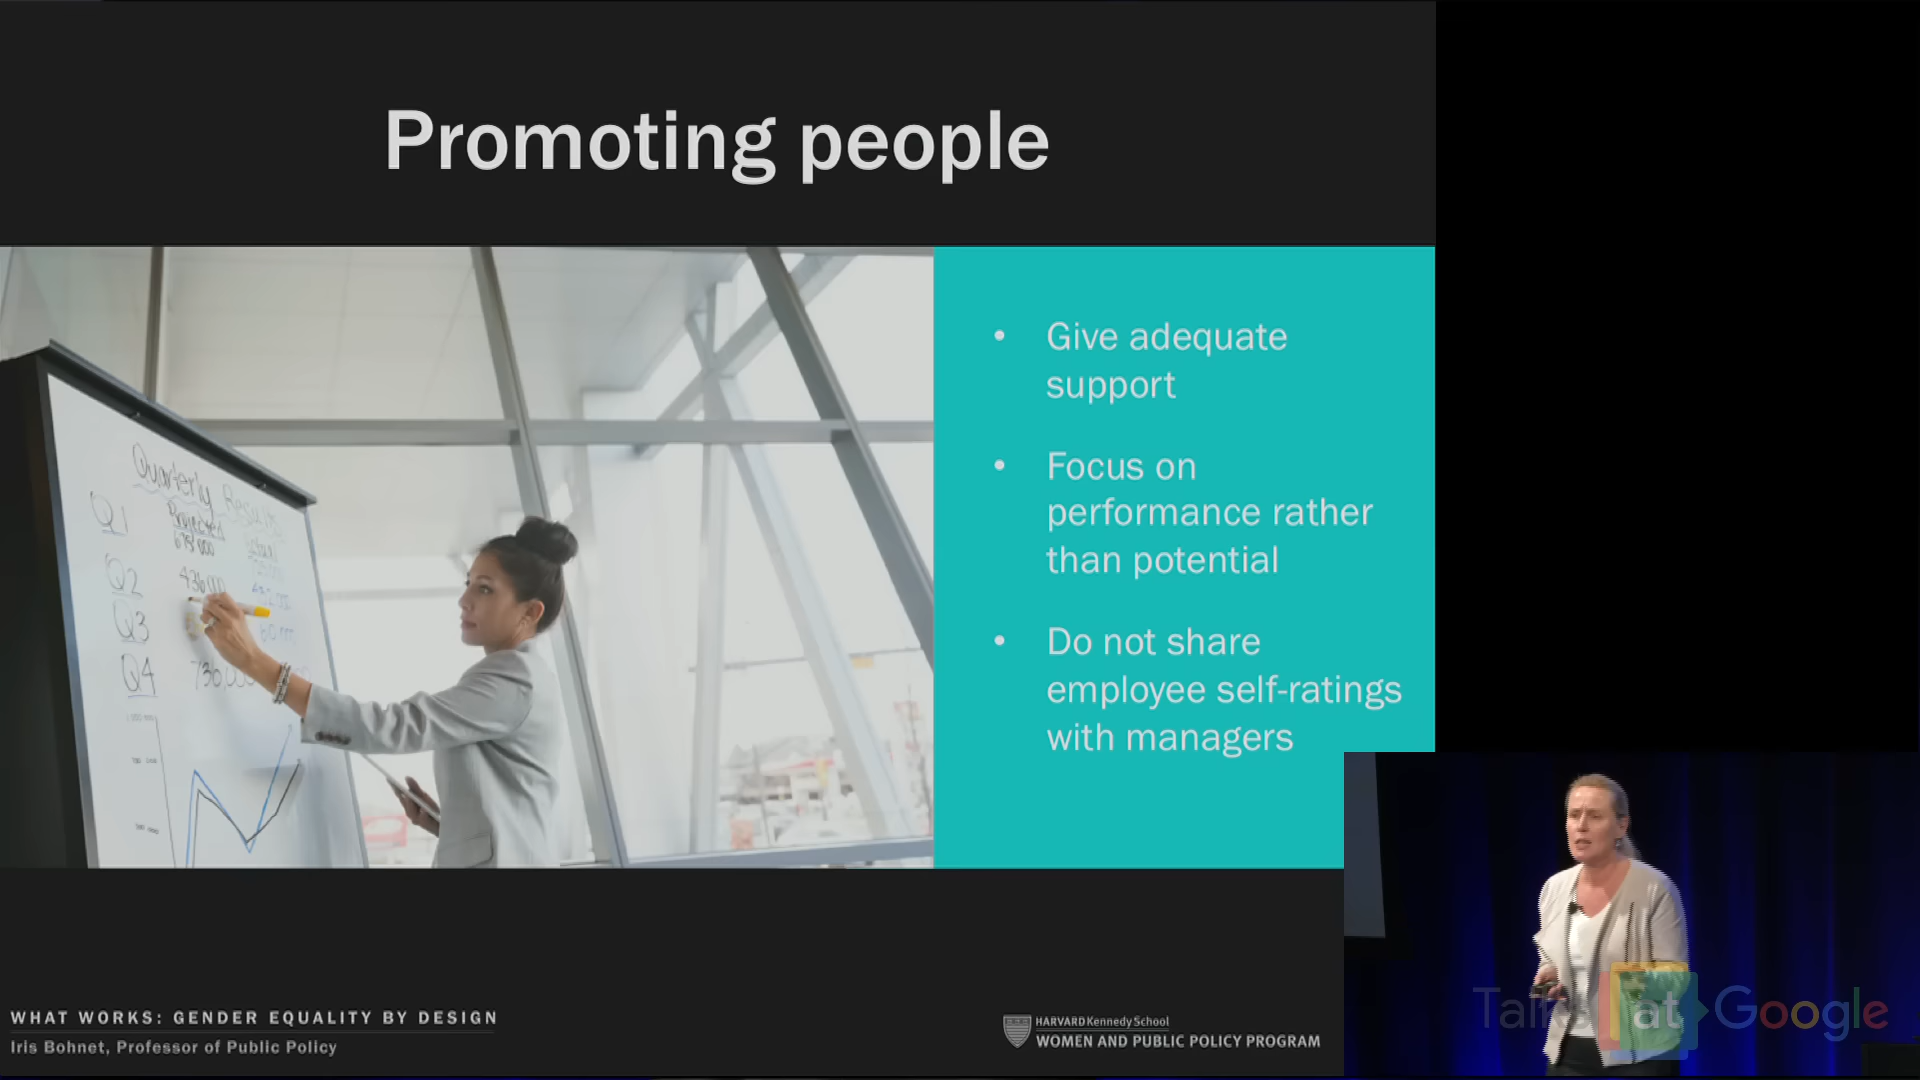 Promoting people
Quarterly Results
Projected
Q1
Q2
Q3
Q4
• Give adequate
support
• Focus on
performance rather
than potential
• Do not share
employee self-ratings
with managers
WHAT WORKS: GENDER EQUALITY BY DESIGN
Iris Bohnet, Professor of Public Policy
HARVARD Kennedy School
WOMEN AND PUBLIC POLICY PROGRAM
Talks at Google